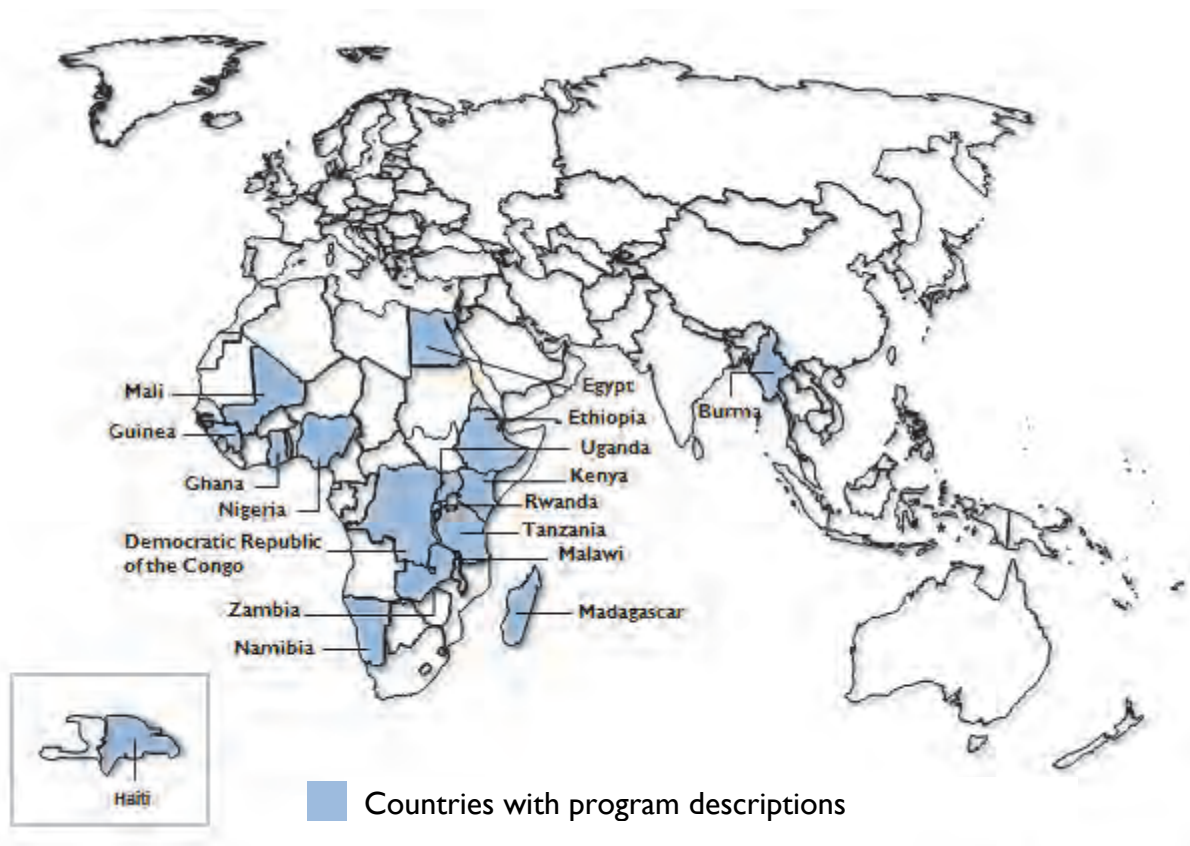 Mali
Guinea
Ghana
Nigeria
Democratic Republic
of the Congo
Zambia
Namibia
Egypt
Ethiopia
Uganda
Kenya
Rwanda
Tanzania
Malawi
Madagascar
Burma
Haiti
Countries with program descriptions